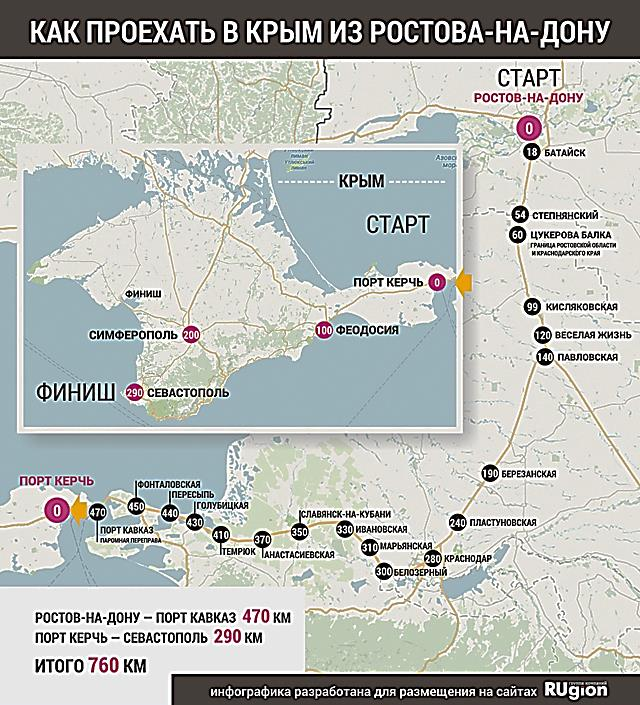 КАК ПРОЕХАТЬ В КРЫМ ИЗ РОСТОВА-НА-ДОНУ
СТАРТ
РОСТОВ-НА-ДОНУ
0
18 БАТАЙСК
54 СТЕПНЯНСКИЙ
60 ЦУКЕРОВА БАЛКА
ГРАНИЦА РОСТОВСКОЙ ОБЛАСТИ
И КРАСНОДАРСКОГО КРАЯ
99 КИСЛЯКОВСКАЯ
120 ВЕСЕЛАЯ ЖИЗНЬ
140 ПАВЛОВСКАЯ
190 БЕРЕЗАНСКАЯ
240 ПЛАСТУНОВСКАЯ
280 КРАСНОДАР
300 БЕЛОЗЕРНЫЙ
310 МАРЬЯНСКАЯ
330 ИВАНОВСКАЯ
350 СЛАВЯНСК-НА-КУБАНИ
370 АНАСТАСИЕВСКАЯ
410 ТЕМРЮК
430 ГОЛУБИЦКАЯ
440 ПЕРЕСЫПЬ
450 ФОНТАЛОВСКАЯ
470 ПОРТ КАВКАЗ
ПАРОМНАЯ ПЕРЕПРАВА
ПОРТ КЕРЧЬ
0
КРЫМ
СТАРТ
ПОРТ КЕРЧЬ 0
100 ФЕОДОСИЯ
ФИНИШ
СИМФЕРОПОЛЬ 200
ФИНИШ 290 СЕВАСТОПОЛЬ
РОСТОВ-НА-ДОНУ — ПОРТ КАВКАЗ 470 КМ
ПОРТ КЕРЧЬ — СЕВАСТОПОЛЬ 290 КМ
ИТОГО 760 КМ
инфографика разработана для размещения на сайтах
группа компаний
RUgion